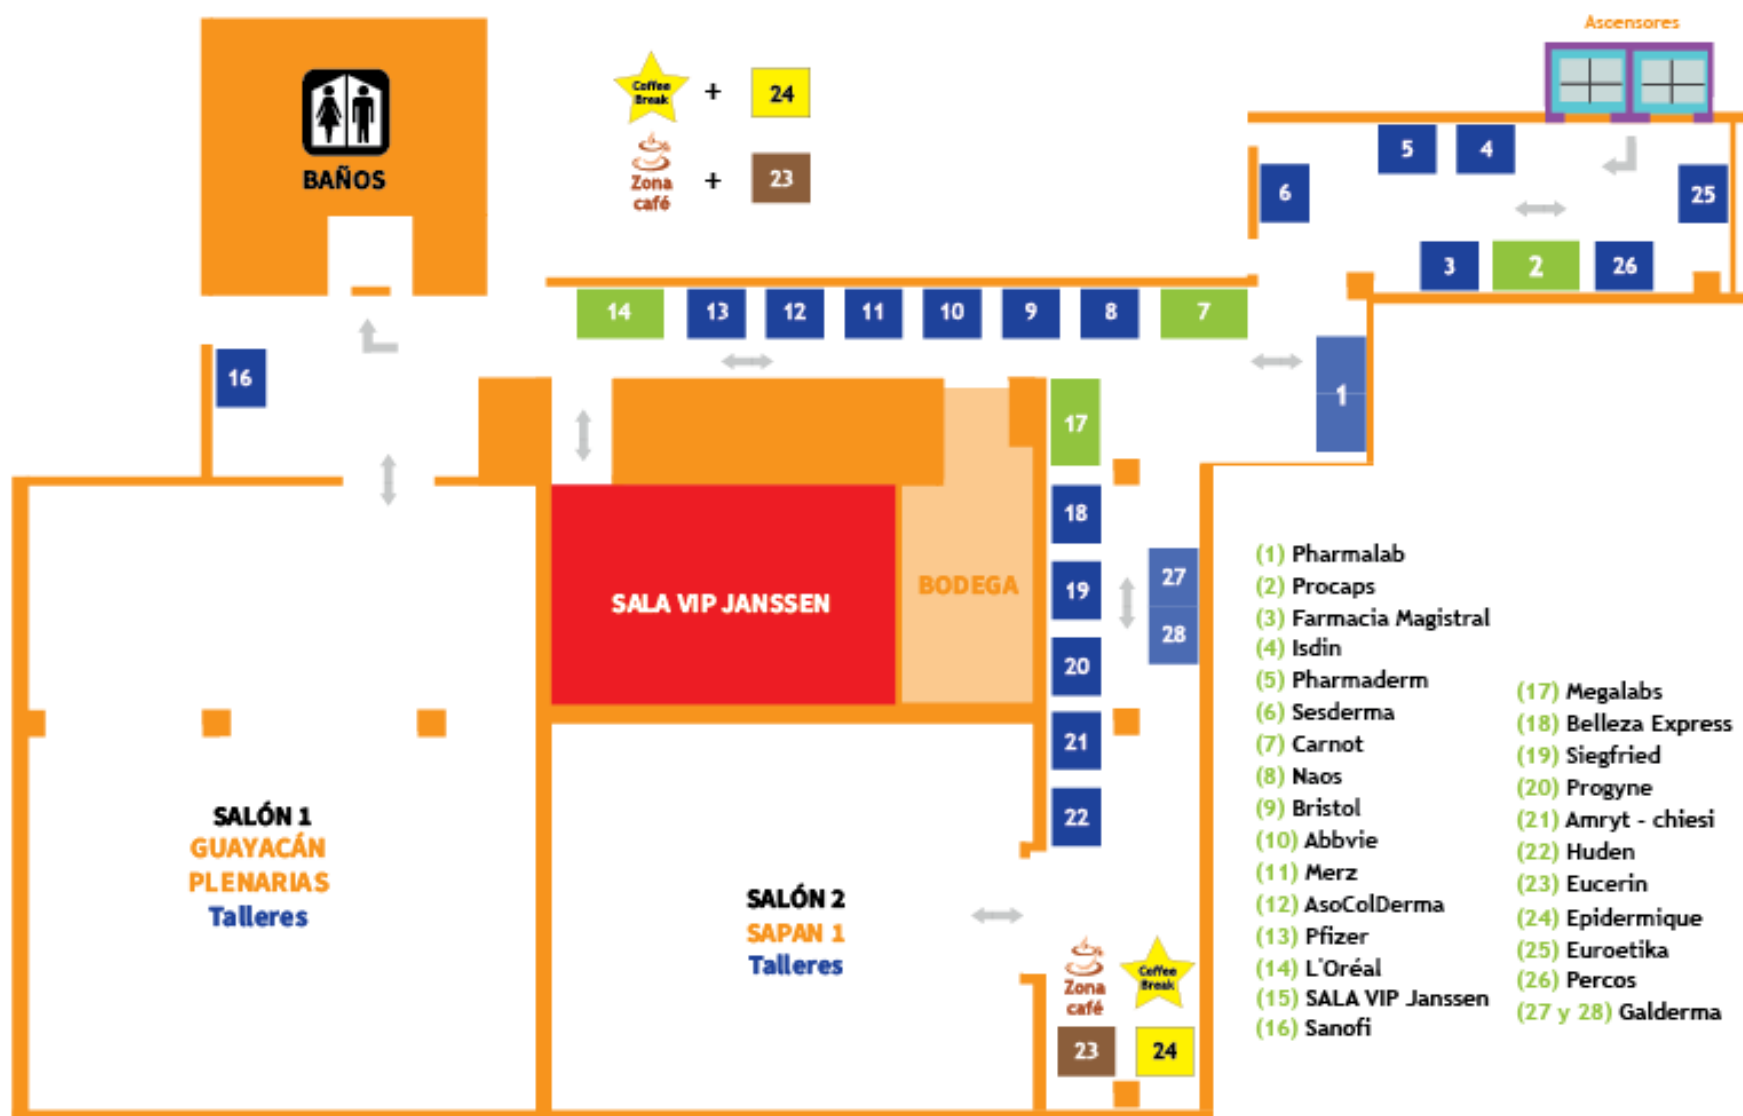 Ascensores
BAÑOS
Coffee
Break
+
24
Zona
café
+
23
5
4
6
25
3
2
26
14
13
12
11
10
9
8
7
16
1
17
18
19
20
21
22
27
28
SALA VIP JANSSEN
BODEGA
SALÓN 1
GUAYACÁN
PLENARIAS
Talleres
SALÓN 2
SAPAN 1
Talleres
Zona
café
Coffee
Break
23
24
(1) Pharmalab
(2) Procaps
(3) Farmacia Magistral
(4) Isdin
(5) Pharmaderm
(6) Sesderma
(7) Carnot
(8) Naos
(9) Bristol
(10) Abbvie
(11) Merz
(12) AsoColDerma
(13) Pfizer
(14) L'Oréal
(15) SALA VIP Janssen
(16) Sanofi
(17) Megalabs
(18) Belleza Express
(19) Siegfried
(20) Progyne
(21) Amryt - chiesi
(22) Huden
(23) Eucerin
(24) Epidermique
(25) Euroetika
(26) Percos
(27 y 28) Galderma